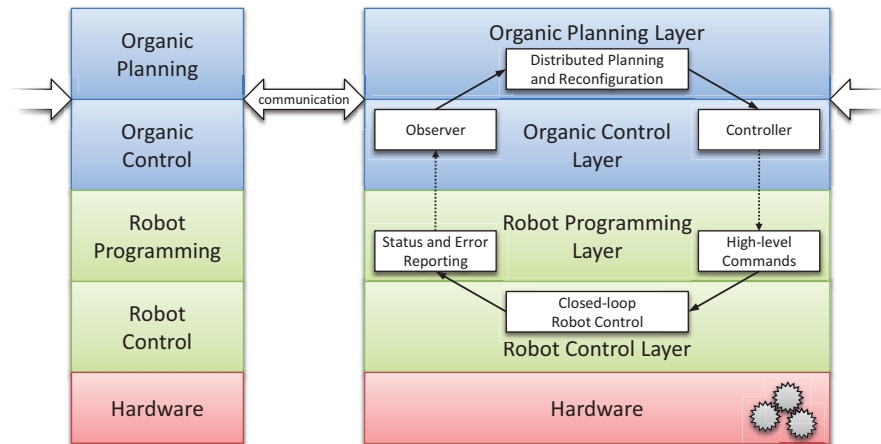 Organic
Planning
Organic
Control
Robot
Programming
Robot
Control
Hardware
communication
Organic Planning Layer
Distributed Planning
and Reconfiguration
Observer
Organic Control
Layer
Controller
Robot Programming
Layer
Status and Error
Reporting
High-level
Commands
Closed-loop
Robot Control
Robot Control Layer
Hardware